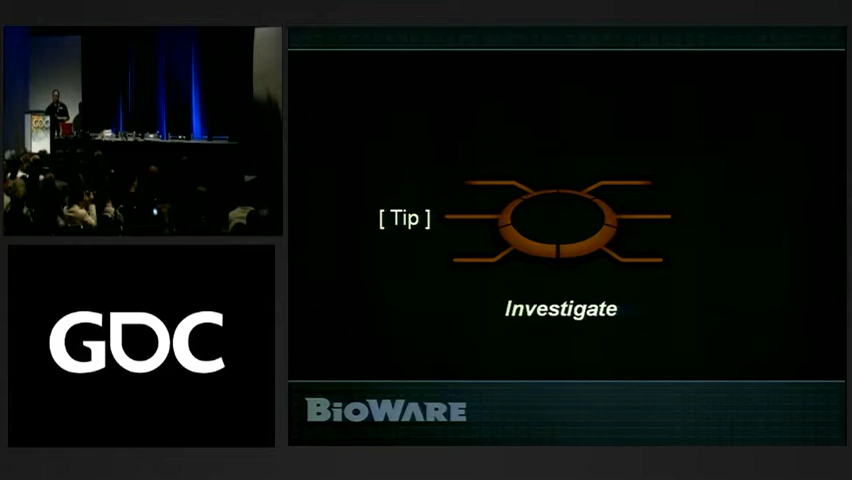 [ Tip ]
Investigate
BIOWARE
GDC